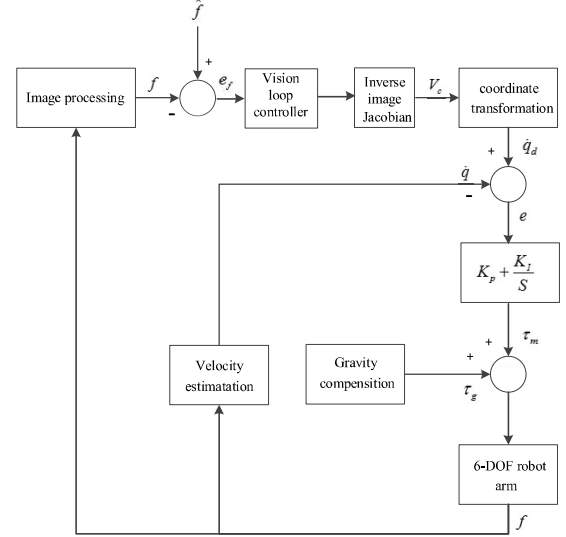 f̂
+
Image processing
f
-
e_f
Vision
loop
controller
Inverse
image
Jacobian
V_c
coordinate
transformation
+
q̇_d
q̇
-
e
K_p + K_I/S
+
τ_m
Velocity
estimatation
Gravity
compensition
+
τ_g
6-DOF robot
arm
f